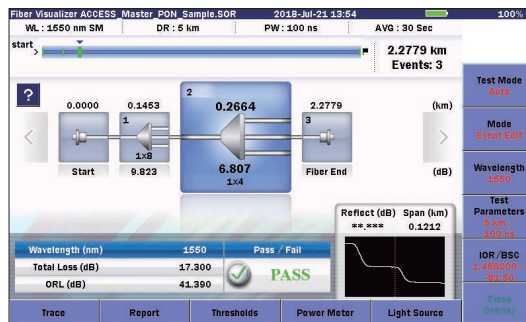 Fiber Visualizer ACCESS_Master_PON_Sample.SOR 2018-Jul-21 13:54 100%
WL : 1550 nm SM DR : 5 km PW : 100 ns AVG : 30 Sec
start
2.2779 km
Events: 3
?
0.0000 0.1453 2 0.2664 2.2779 (km)
1 3
1x8
Start 9.823 6.807 Fiber End (dB)
1x4
Reflect (dB) Span (km)
**.*** 0.1212
Wavelength (nm) 1550 Pass / Fail
Total Loss (dB) 17.300 PASS
ORL (dB) 41.390
Trace Report Thresholds Power Meter Light Source
Test Mode
Auto
Mode
Event Edit
Wavelength
1550
Test
Parameters
5 km /
100 ns
IOR/BSC
1.468200 /
-81.50
Swap
Overlay